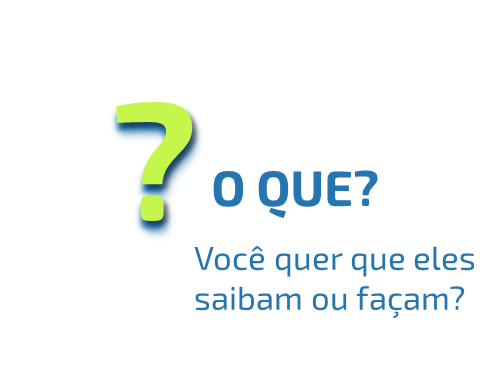 ?
O QUE?
Você quer que eles
saibam ou façam?